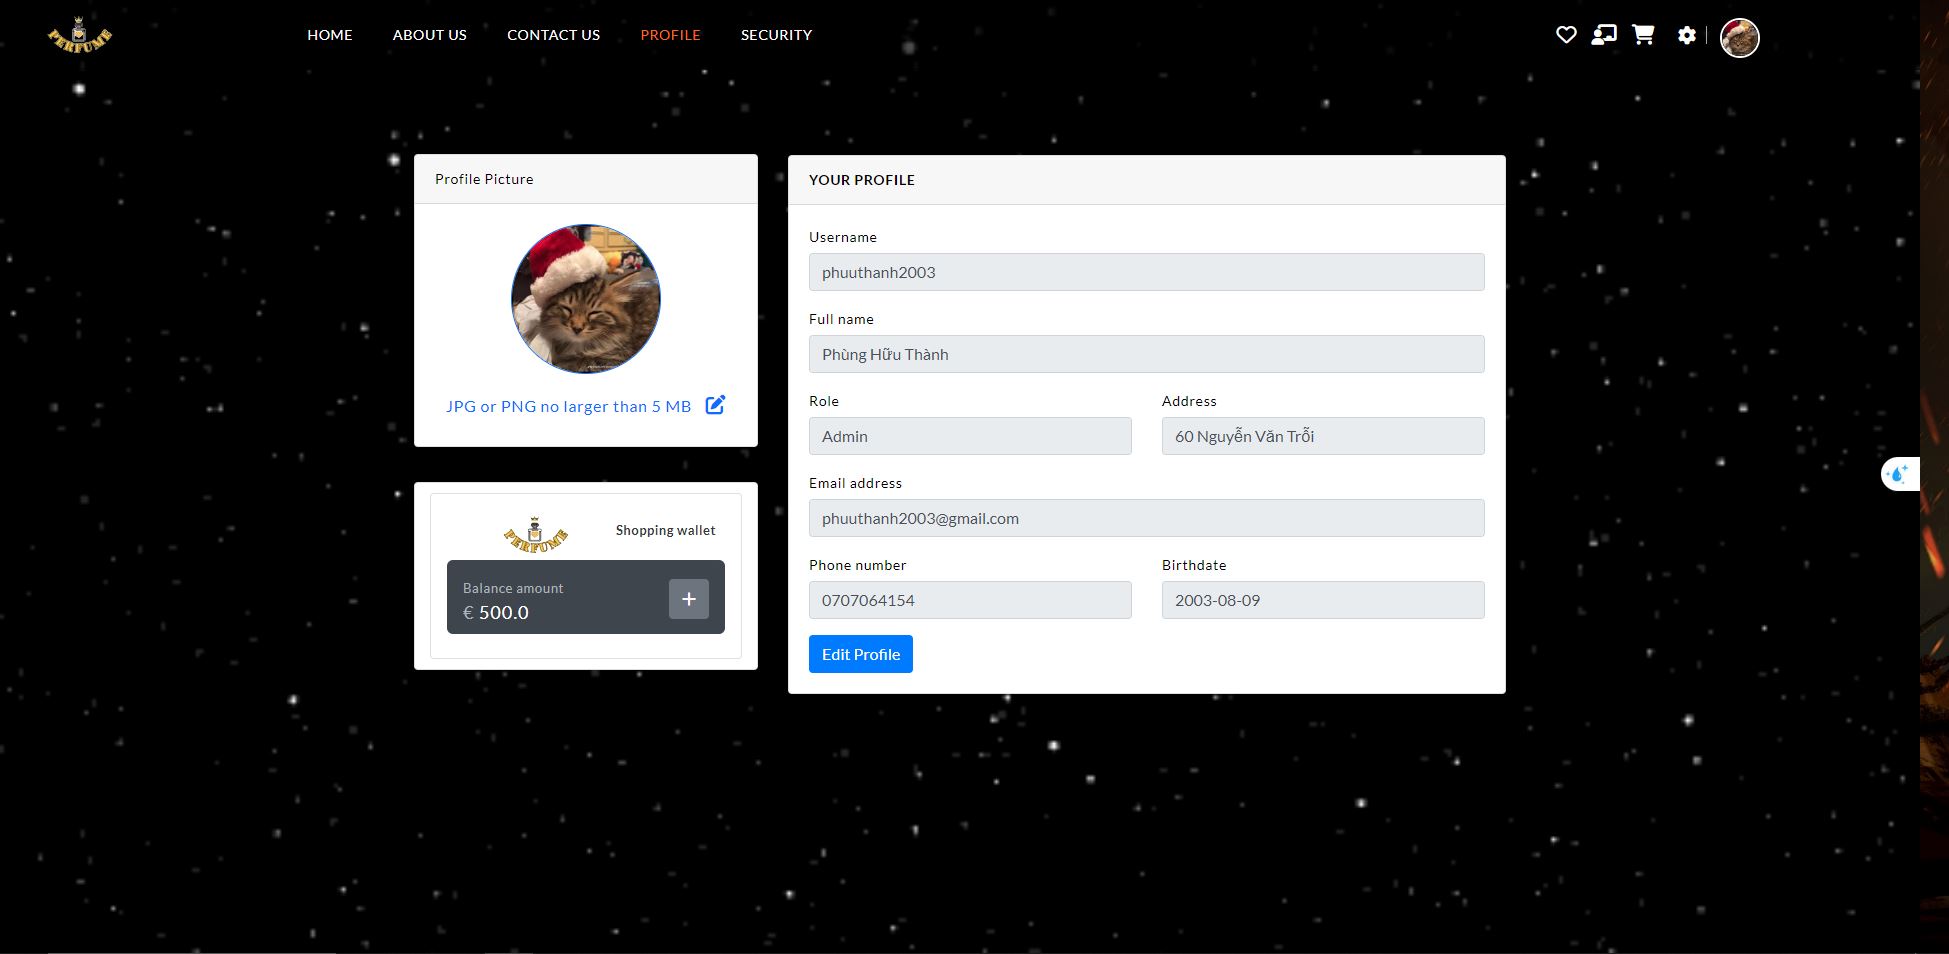 PERFUME
HOME ABOUT US CONTACT US PROFILE SECURITY
Profile Picture
JPG or PNG no larger than 5 MB
PERFUME
Shopping wallet
Balance amount
€ 500.0
YOUR PROFILE
Username
phuuthanh2003
Full name
Phùng Hữu Thành
Role Address
Admin 60 Nguyễn Văn Trỗi
Email address
phuuthanh2003@gmail.com
Phone number Birthdate
0707064154 2003-08-09
Edit Profile